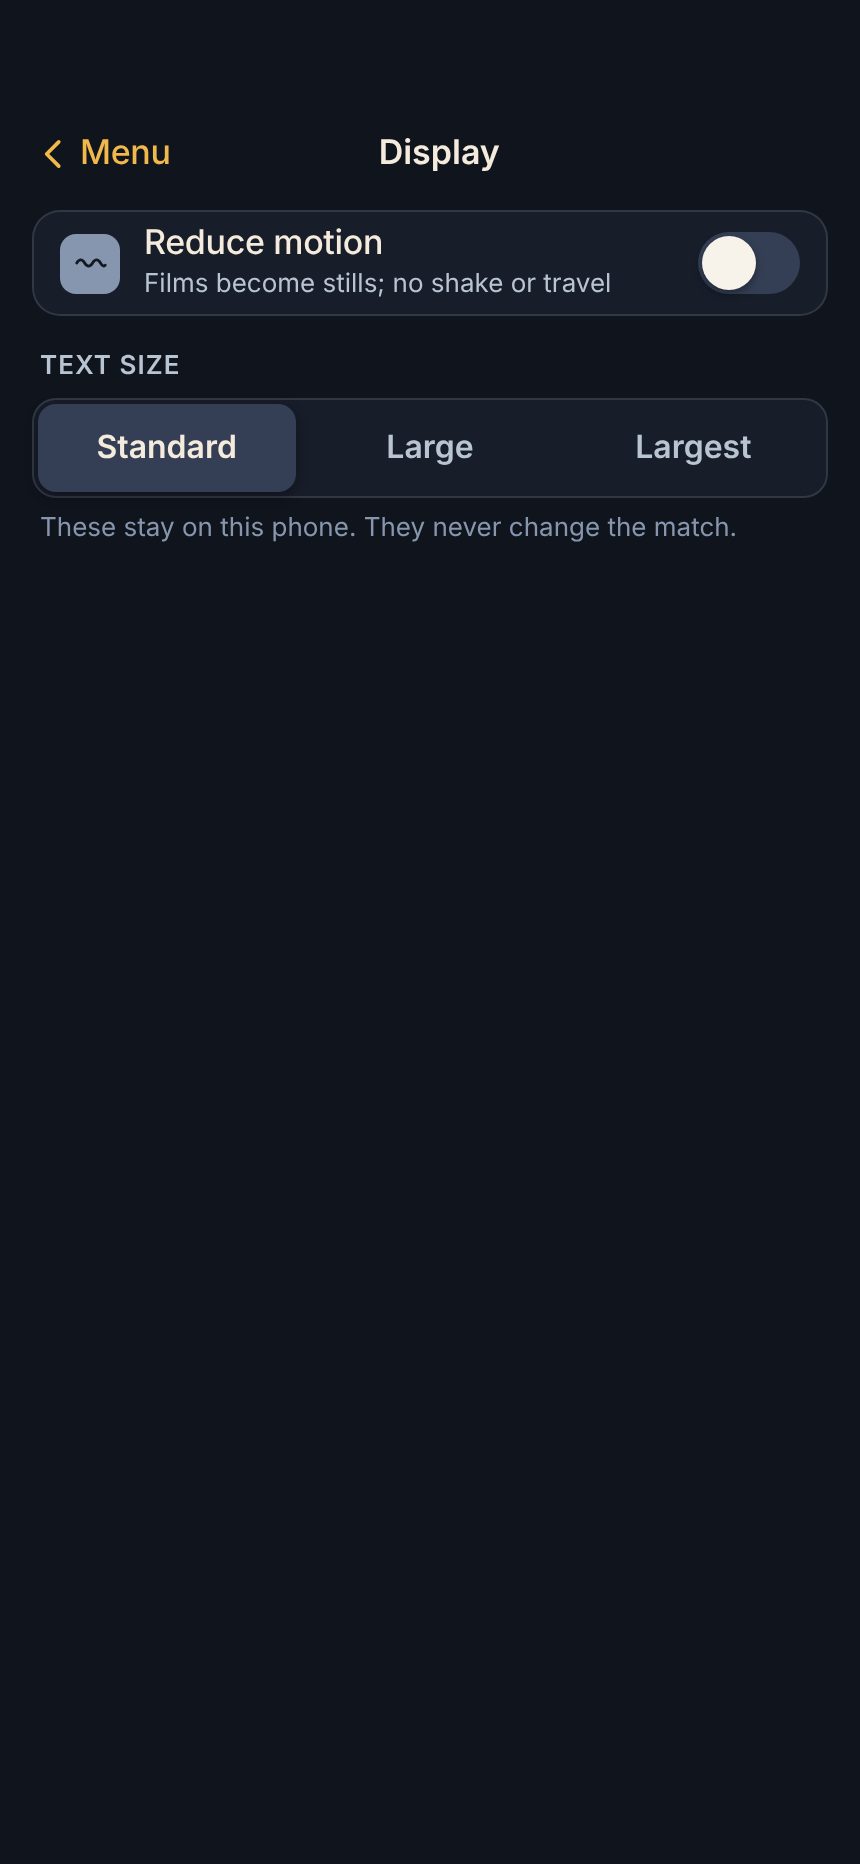 Menu
Display
Reduce motion
Films become stills; no shake or travel
TEXT SIZE
Standard
Large
Largest
These stay on this phone. They never change the match.